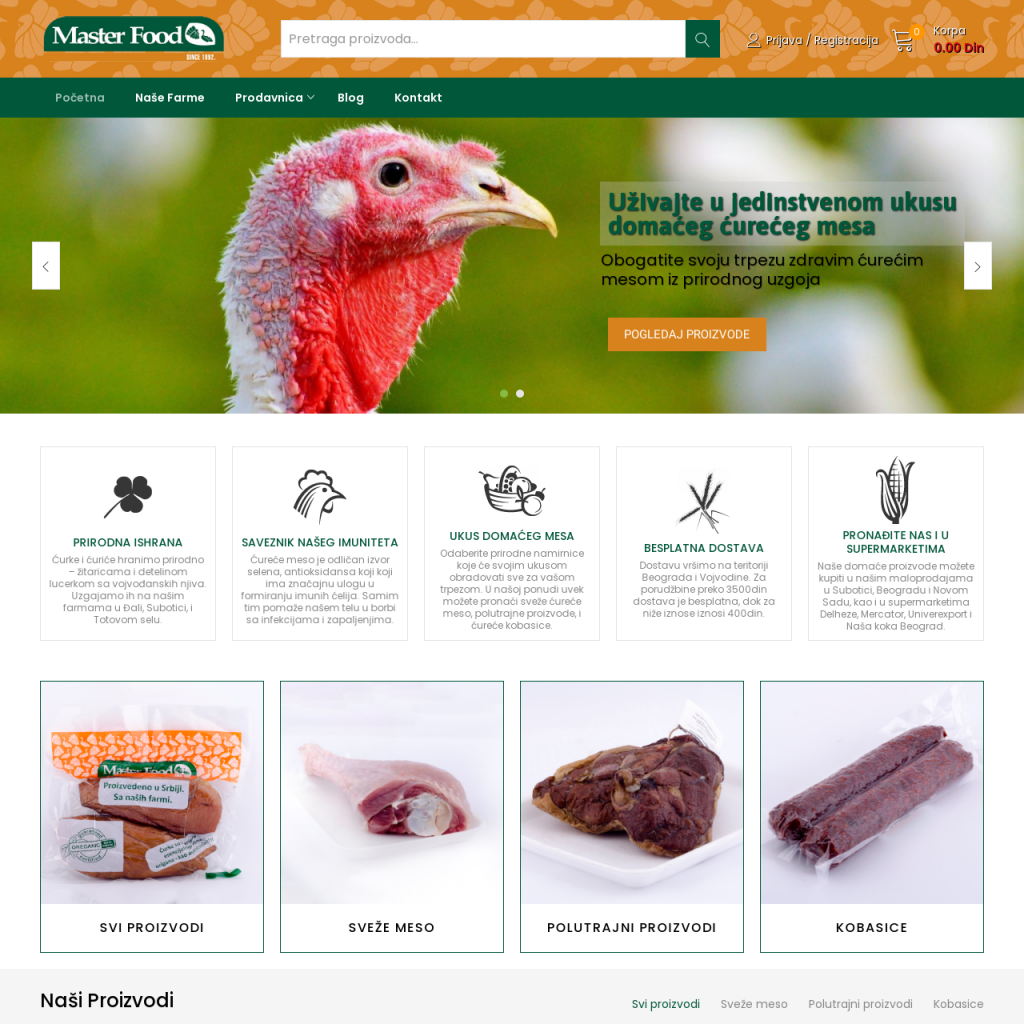 Master Food
SINCE 1992.
Pretraga proizvoda...
Prijava / Registracija
0
Korpa
0.00 Din
Početna
Naše Farme
Prodavnica
Blog
Kontakt
Uživajte u jedinstvenom ukusu
domaćeg ćurećeg mesa
Obogatite svoju trpezu zdravim ćurećim
mesom iz prirodnog uzgoja
POGLEDAJ PROIZVODE
PRIRODNA ISHRANA
Ćurke i ćuriće hranimo prirodno
– žitaricama i detelinom
lucerkom sa vojvođanskih njiva.
Uzgajamo ih na našim
farmama u Đali, Subotici, i
Totovom selu.
SAVEZNIK NAŠEG IMUNITETA
Ćureće meso je odličan izvor
selena, antioksidansa koji koji
ima značajnu ulogu u
formiranju imunih ćelija. Samim
tim pomaže našem telu u borbi
sa infekcijama i zapaljenjima.
UKUS DOMAĆEG MESA
Odaberite prirodne namirnice
koje će svojim ukusom
obradovati sve za vašom
trpezom. U našoj ponudi uvek
možete pronaći sveže ćureće
meso, polutrajne proizvode, i
ćureće kobasice.
BESPLATNA DOSTAVA
Dostavu vršimo na teritoriji
Beograda i Vojvodine. Za
porudžbine preko 3500din
dostava je besplatna, dok za
niže iznose iznosi 400din.
PRONAĐITE NAS I U
SUPERMARKETIMA
Naše domaće proizvode možete
kupiti u našim maloprodajama
u Subotici, Beogradu i Novom
Sadu, kao i u supermarketima
Delheze, Mercator, Univerexport i
Naša koka Beograd.
Master Food
Proizvedeno u Srbiji.
Sa naših farmi.
OREGANO
SVI PROIZVODI
SVEŽE MESO
POLUTRAJNI PROIZVODI
KOBASICE
Naši Proizvodi
Svi proizvodi
Sveže meso
Polutrajni proizvodi
Kobasice